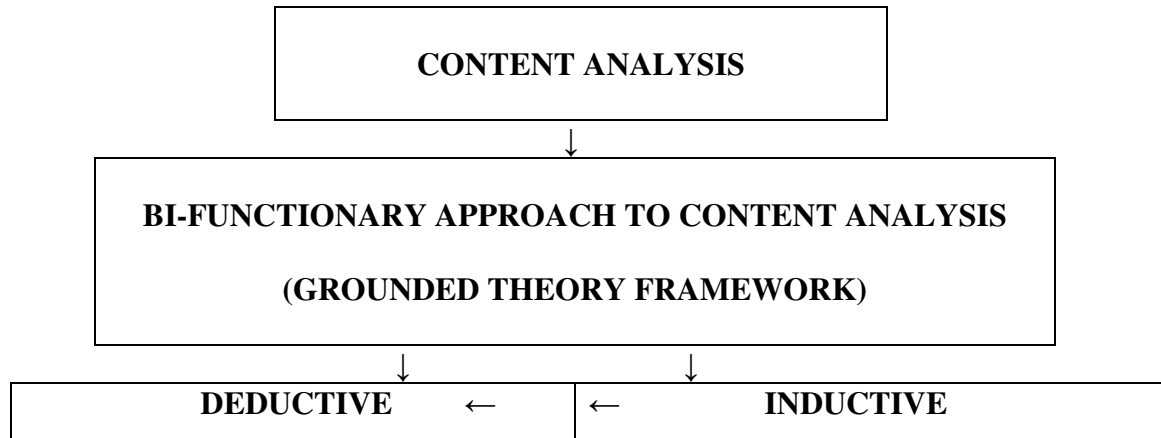 CONTENT ANALYSIS
↓
BI-FUNCTIONARY APPROACH TO CONTENT ANALYSIS
(GROUNDED THEORY FRAMEWORK)
↓ ↓
DEDUCTIVE ← ← INDUCTIVE